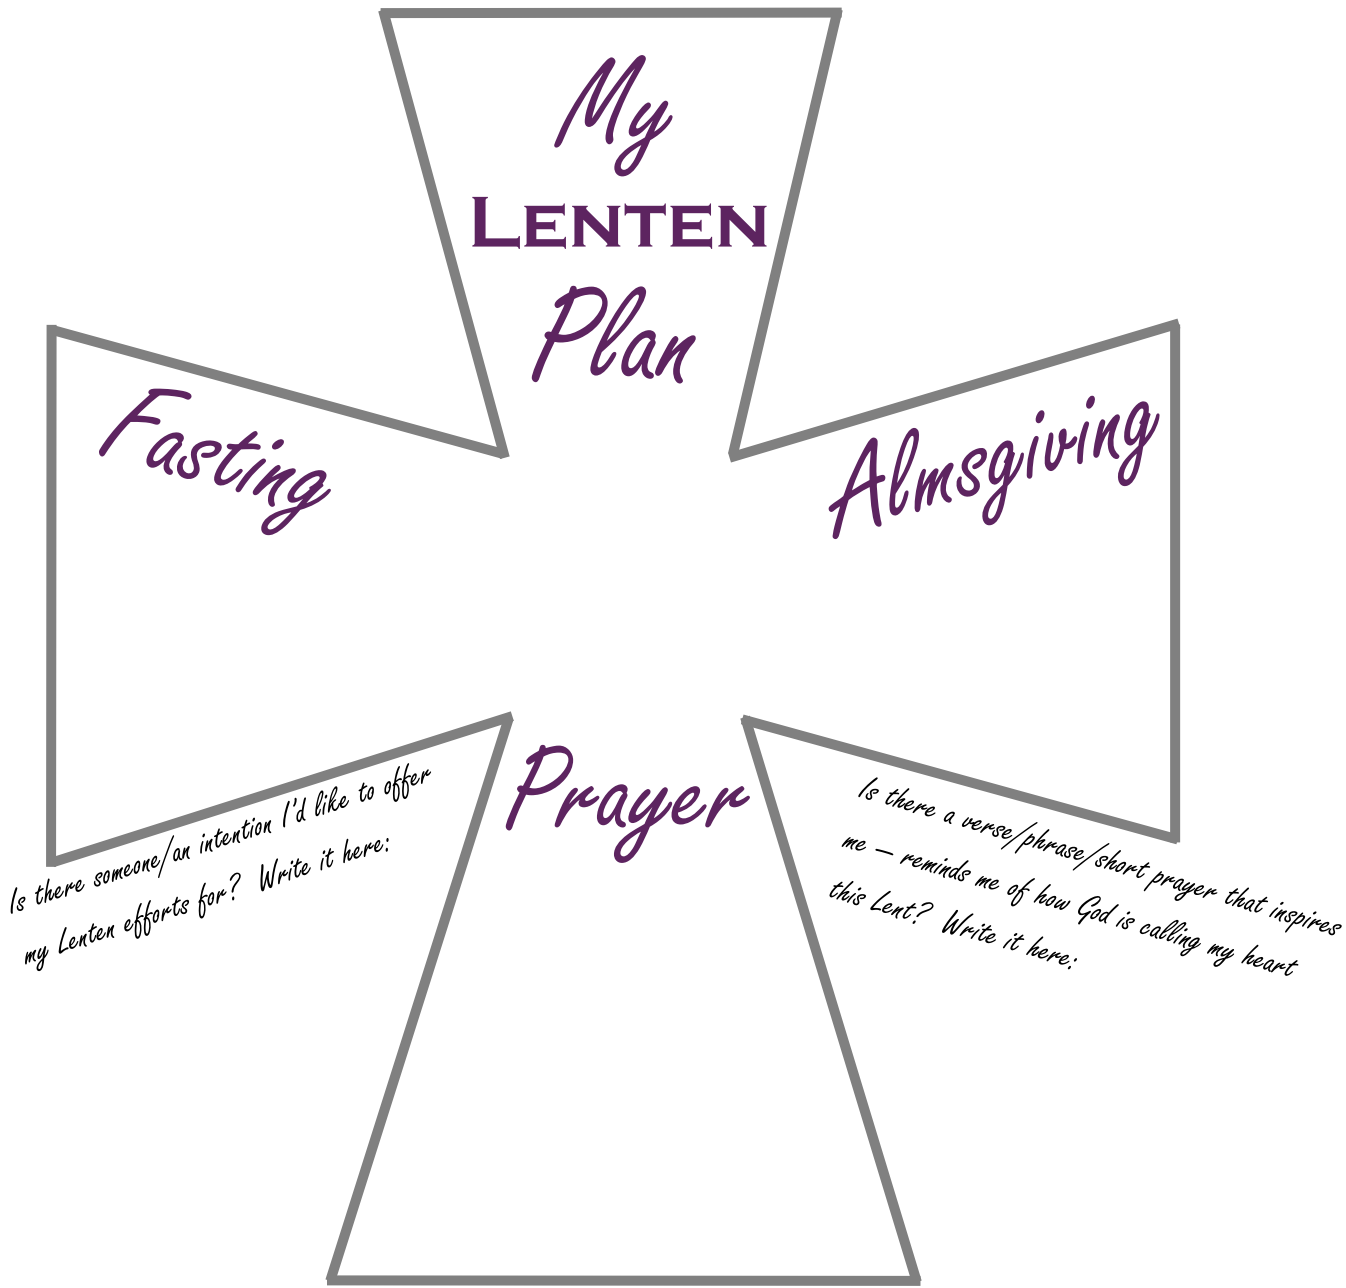 My
LENTEN
Plan
Fasting
Almsgiving
Prayer
Is there someone/an intention I'd like to offer
my Lenten efforts for? Write it here:
Is there a verse/phrase/short prayer that inspires
me – reminds me of how God is calling my heart
this Lent? Write it here: